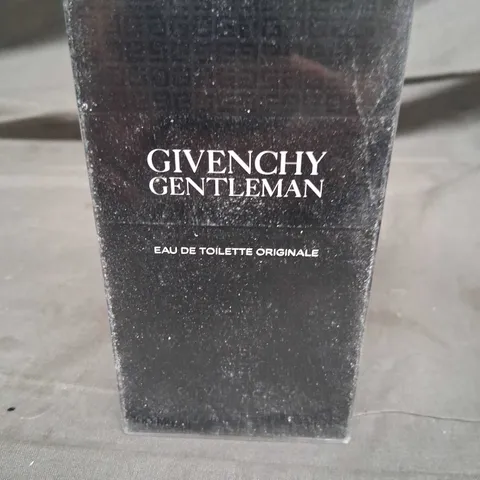 GIVENCHY
GENTLEMAN
EAU DE TOILETTE ORIGINALE